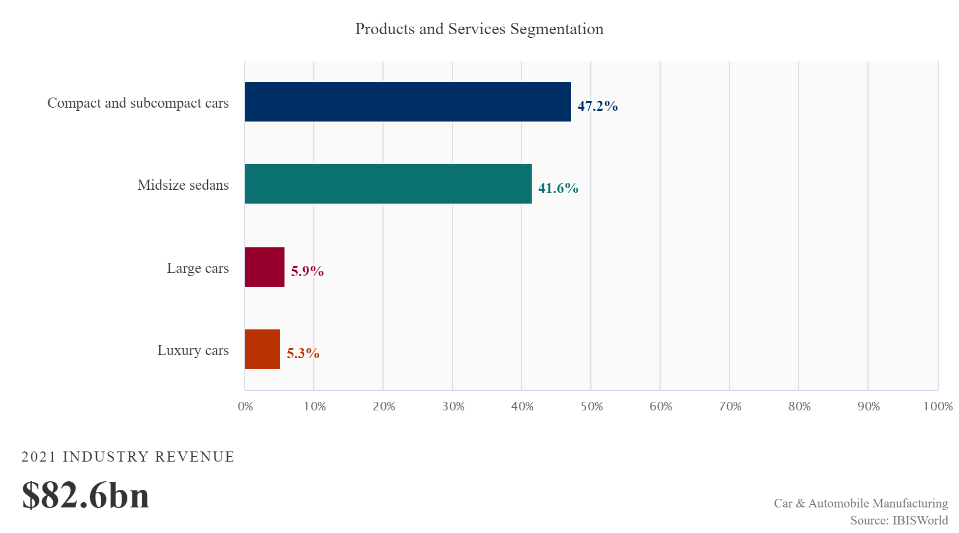 Products and Services Segmentation
Compact and subcompact cars
47.2%
Midsize sedans
41.6%
Large cars
5.9%
Luxury cars
5.3%
0% 10% 20% 30% 40% 50% 60% 70% 80% 90% 100%
2021 INDUSTRY REVENUE
$82.6bn
Car & Automobile Manufacturing
Source: IBISWorld